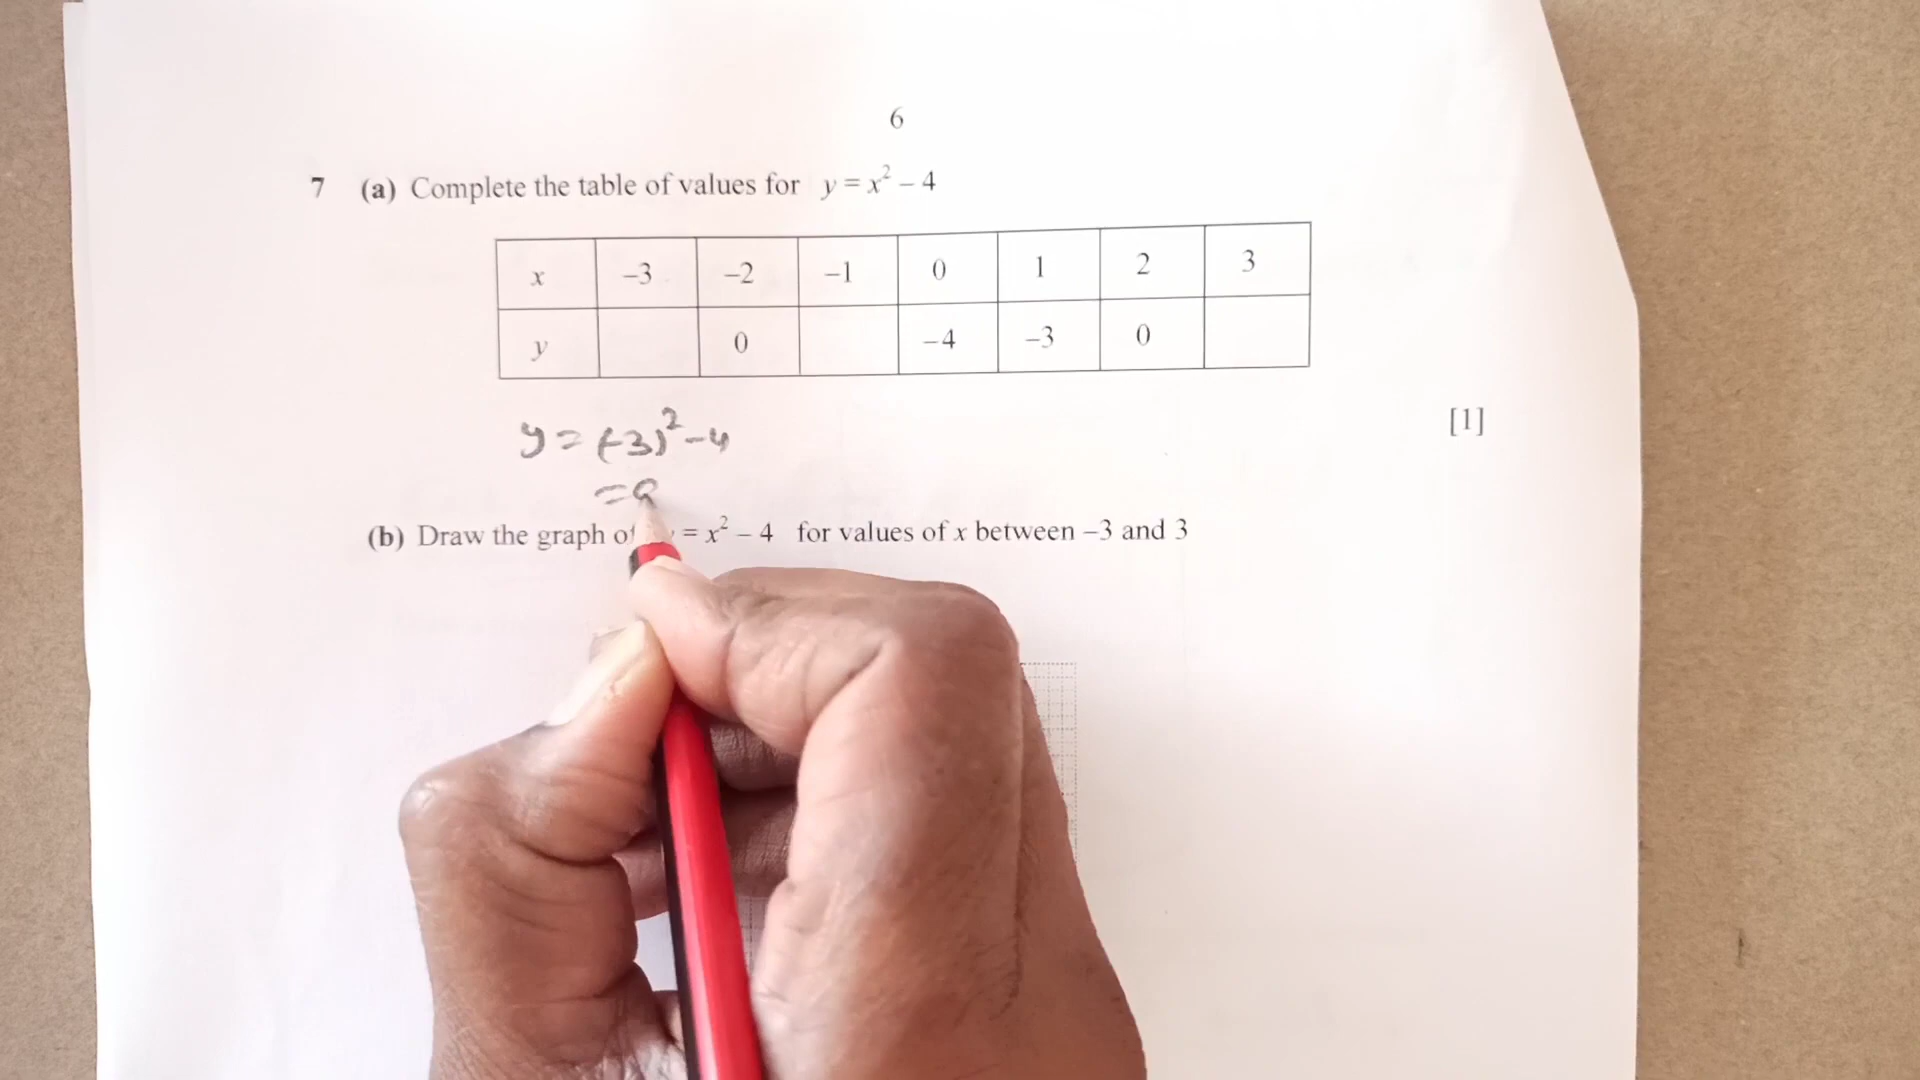 6
7 (a) Complete the table of values for y = x² – 4
x –3 –2 –1 0 1 2 3
y 0 –4 –3 0
[1]
y = (-3)² - 4
= 9
(b) Draw the graph of y = x² – 4 for values of x between –3 and 3